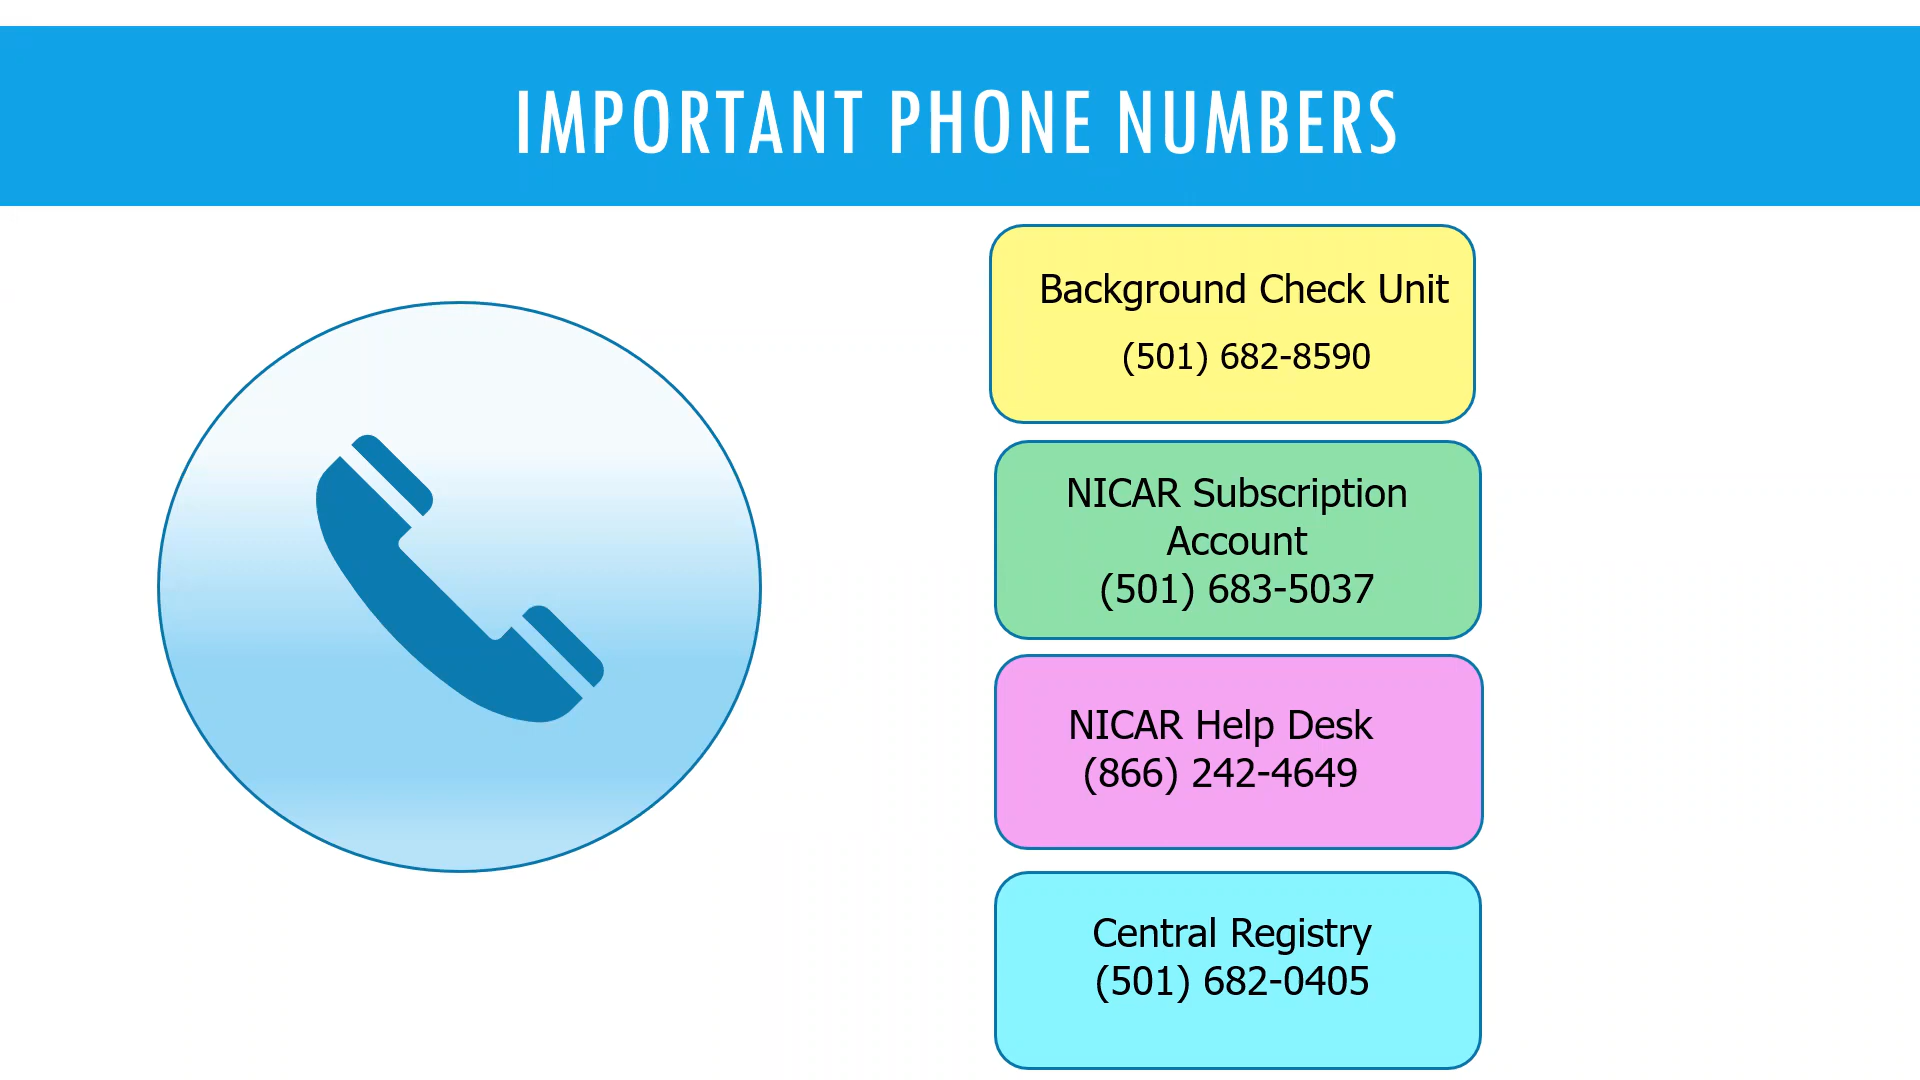 IMPORTANT PHONE NUMBERS
Background Check Unit
(501) 682-8590
NICAR Subscription
Account
(501) 683-5037
NICAR Help Desk
(866) 242-4649
Central Registry
(501) 682-0405